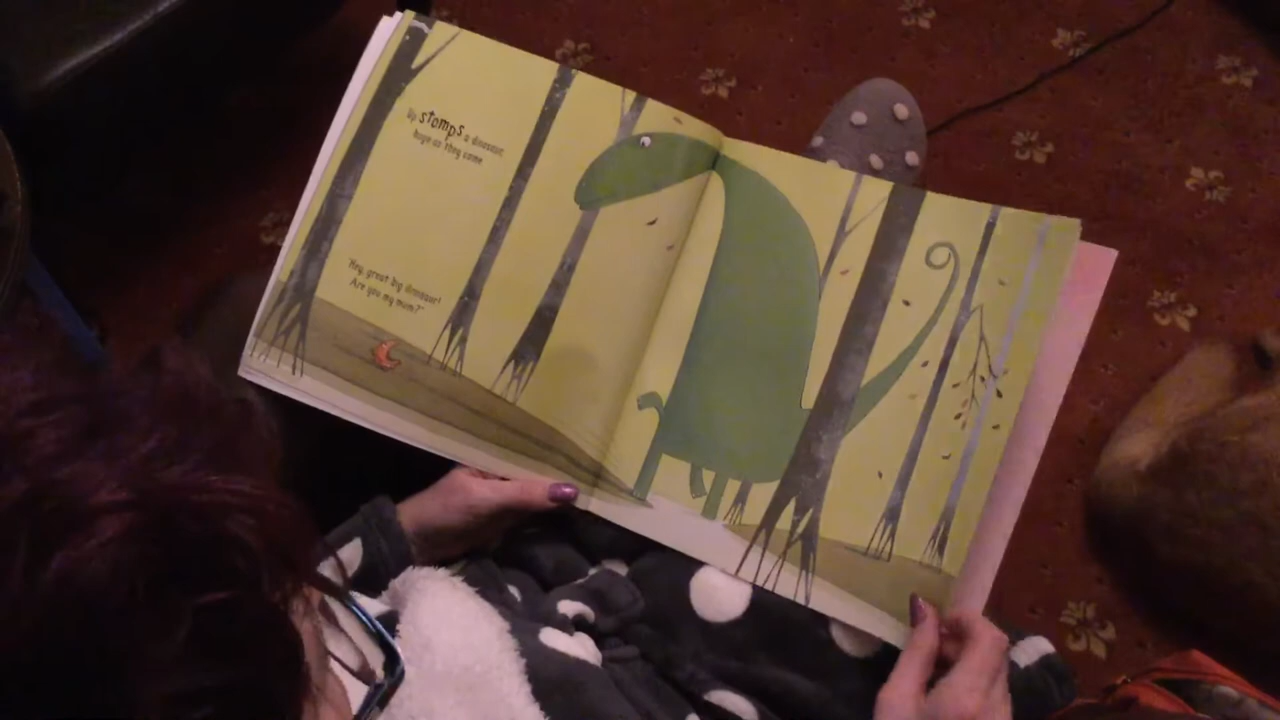 Up stomps a dinosaur,
huge as they come
"Hey, great big dinosaur!
Are you my mum?"